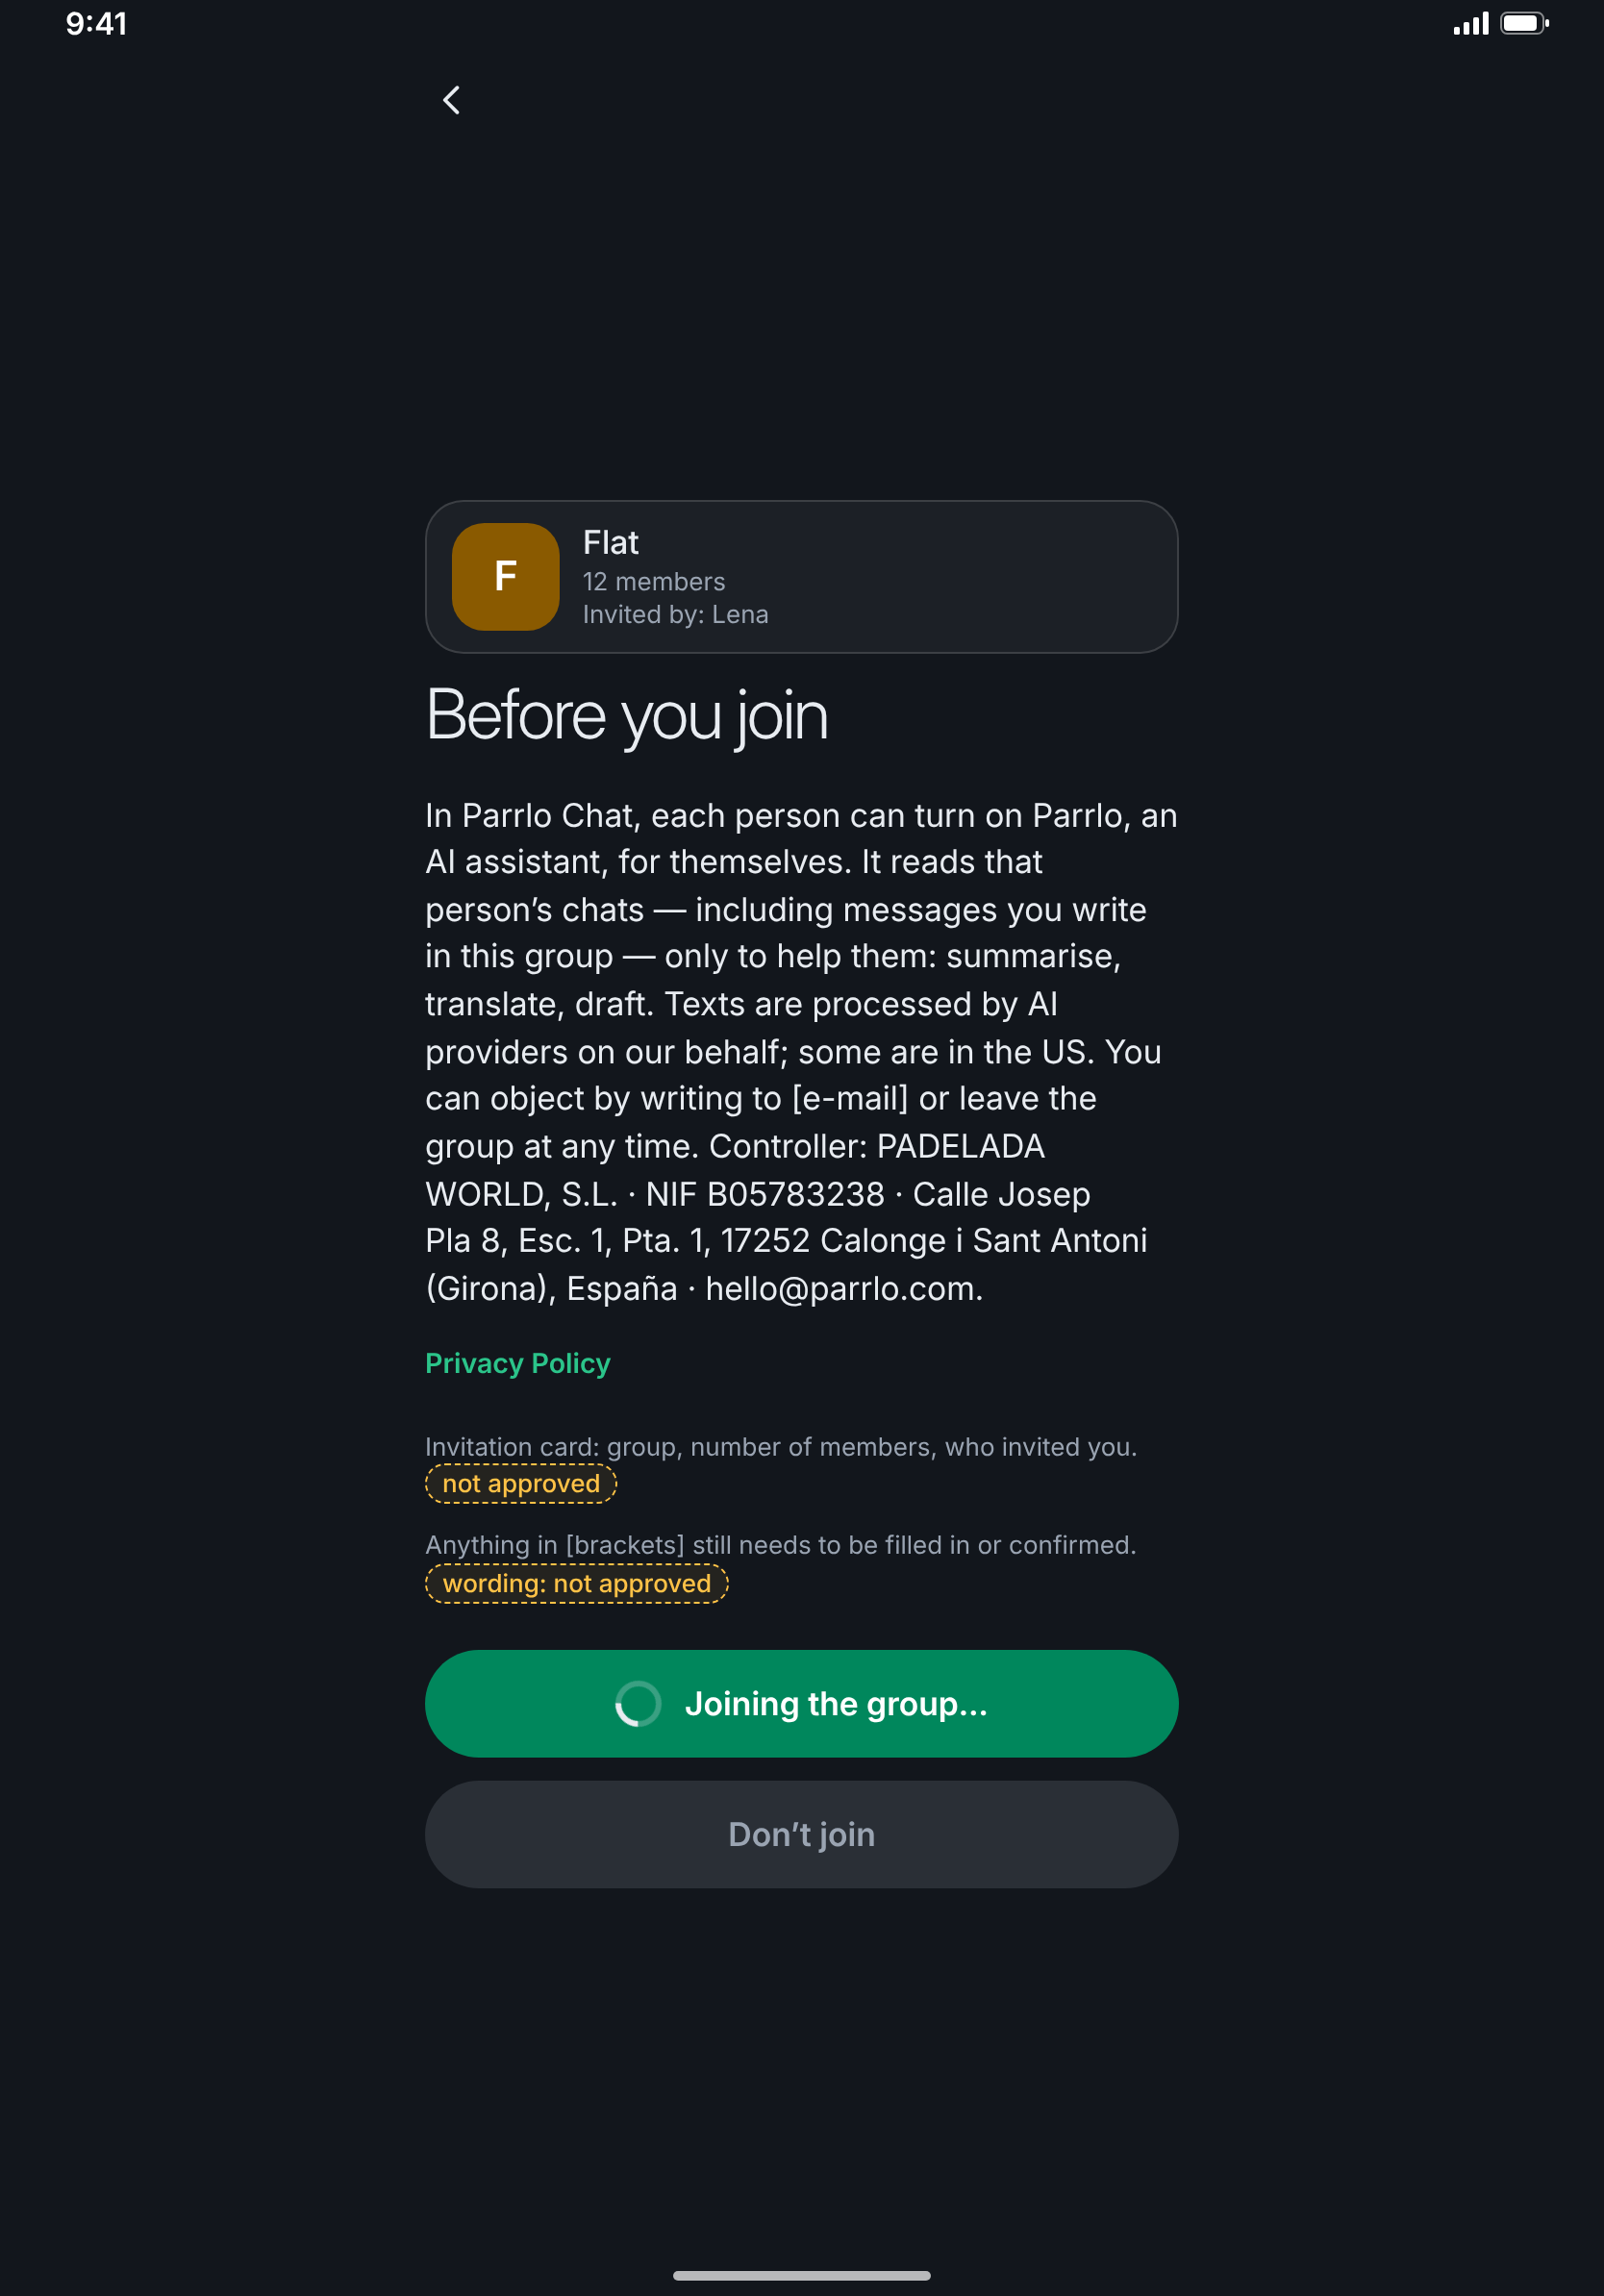 9:41
F
Flat
12 members
Invited by: Lena
Before you join
In Parrlo Chat, each person can turn on Parrlo, an
AI assistant, for themselves. It reads that
person’s chats — including messages you write
in this group — only to help them: summarise,
translate, draft. Texts are processed by AI
providers on our behalf; some are in the US. You
can object by writing to [e-mail] or leave the
group at any time. Controller: PADELADA
WORLD, S.L. · NIF B05783238 · Calle Josep
Pla 8, Esc. 1, Pta. 1, 17252 Calonge i Sant Antoni
(Girona), España · hello@parrlo.com.
Privacy Policy
Invitation card: group, number of members, who invited you.
not approved
Anything in [brackets] still needs to be filled in or confirmed.
wording: not approved
Joining the group...
Don’t join